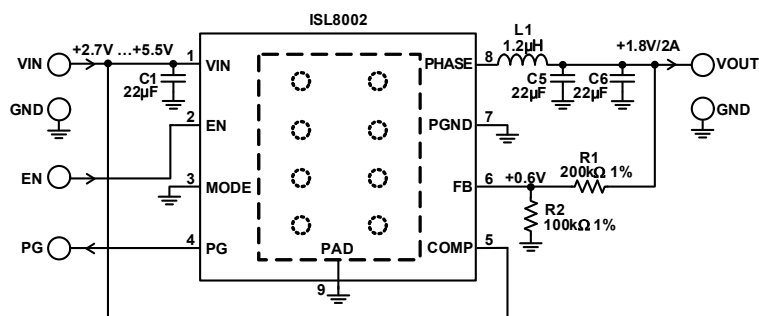 ISL8002
L1
1.2µH
+2.7V ...+5.5V
+1.8V/2A
VIN
1
VIN
PHASE
8
VOUT
C1
22µF
C5
22µF
C6
22µF
GND
2
EN
PGND
7
GND
R1
200kΩ 1%
EN
3
MODE
FB
6
+0.6V
R2
100kΩ 1%
PG
4
PG
PAD
COMP
5
9